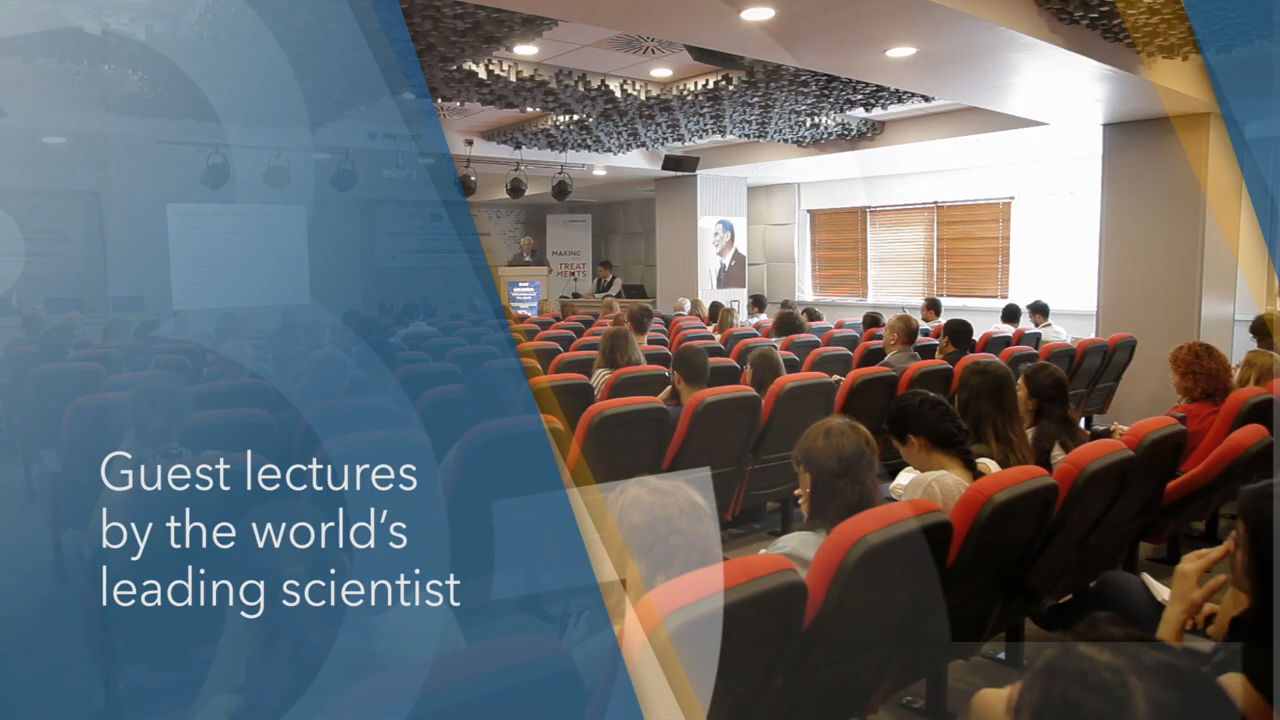 Guest lectures
by the world’s
leading scientist
MAKING
TREAT
MENTS